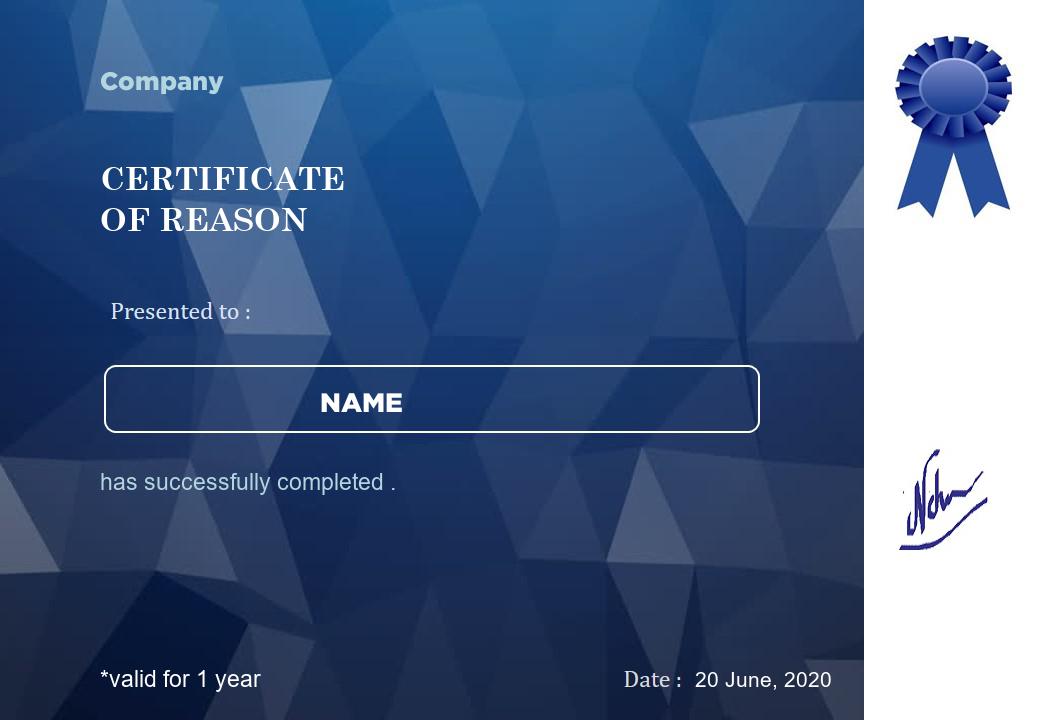 Company
CERTIFICATE
OF REASON
Presented to :
NAME
has successfully completed .
*valid for 1 year
Date : 20 June, 2020